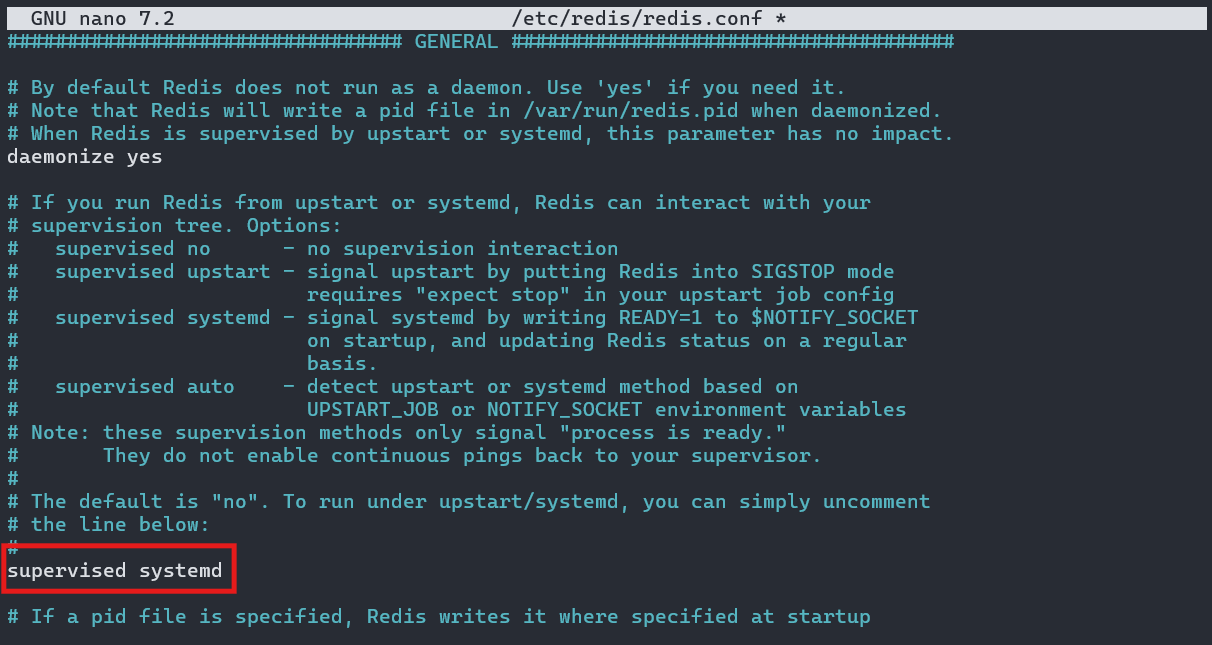 GNU nano 7.2 /etc/redis/redis.conf *
################################# GENERAL #####################################
# By default Redis does not run as a daemon. Use 'yes' if you need it.
# Note that Redis will write a pid file in /var/run/redis.pid when daemonized.
# When Redis is supervised by upstart or systemd, this parameter has no impact.
daemonize yes
# If you run Redis from upstart or systemd, Redis can interact with your
# supervision tree. Options:
#   supervised no      - no supervision interaction
#   supervised upstart - signal upstart by putting Redis into SIGSTOP mode
#                        requires "expect stop" in your upstart job config
#   supervised systemd - signal systemd by writing READY=1 to $NOTIFY_SOCKET
#                        on startup, and updating Redis status on a regular
#                        basis.
#   supervised auto    - detect upstart or systemd method based on
#                        UPSTART_JOB or NOTIFY_SOCKET environment variables
# Note: these supervision methods only signal "process is ready."
#       They do not enable continuous pings back to your supervisor.
#
# The default is "no". To run under upstart/systemd, you can simply uncomment
# the line below:
#
supervised systemd
# If a pid file is specified, Redis writes it where specified at startup